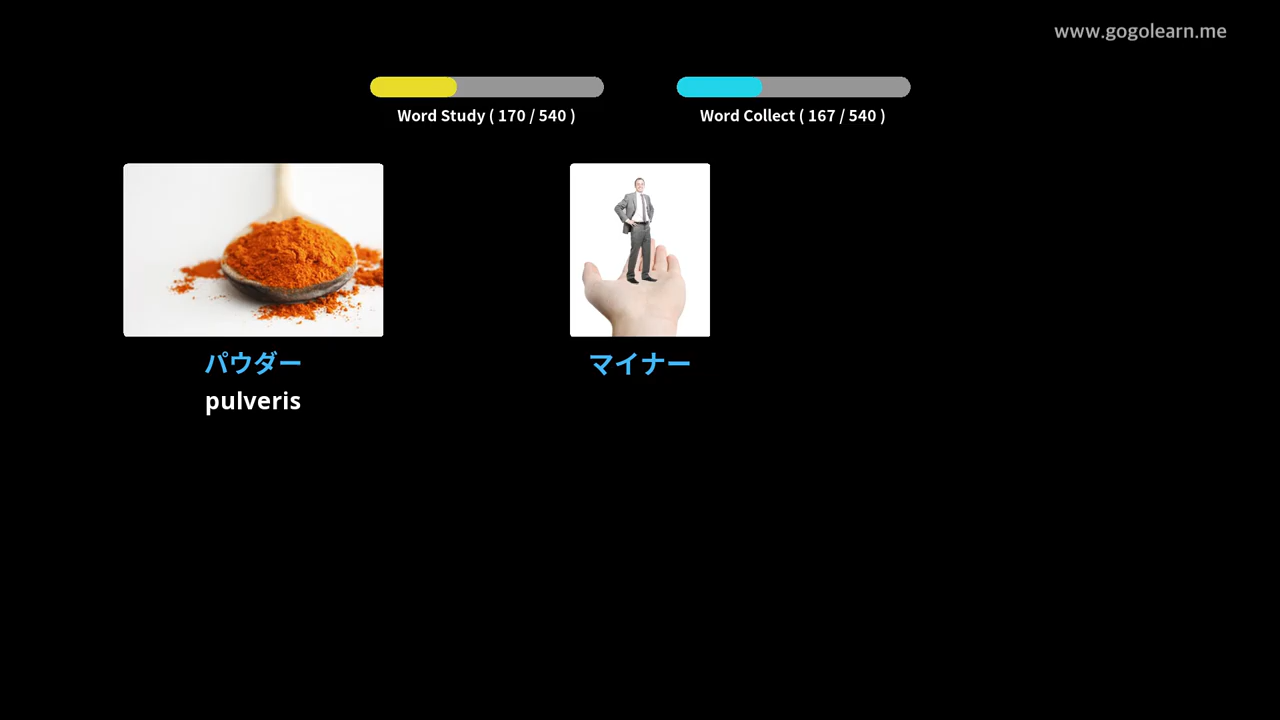 www.gogolearn.me
Word Study ( 170 / 540 )
Word Collect ( 167 / 540 )
パウダー
pulveris
マイナー